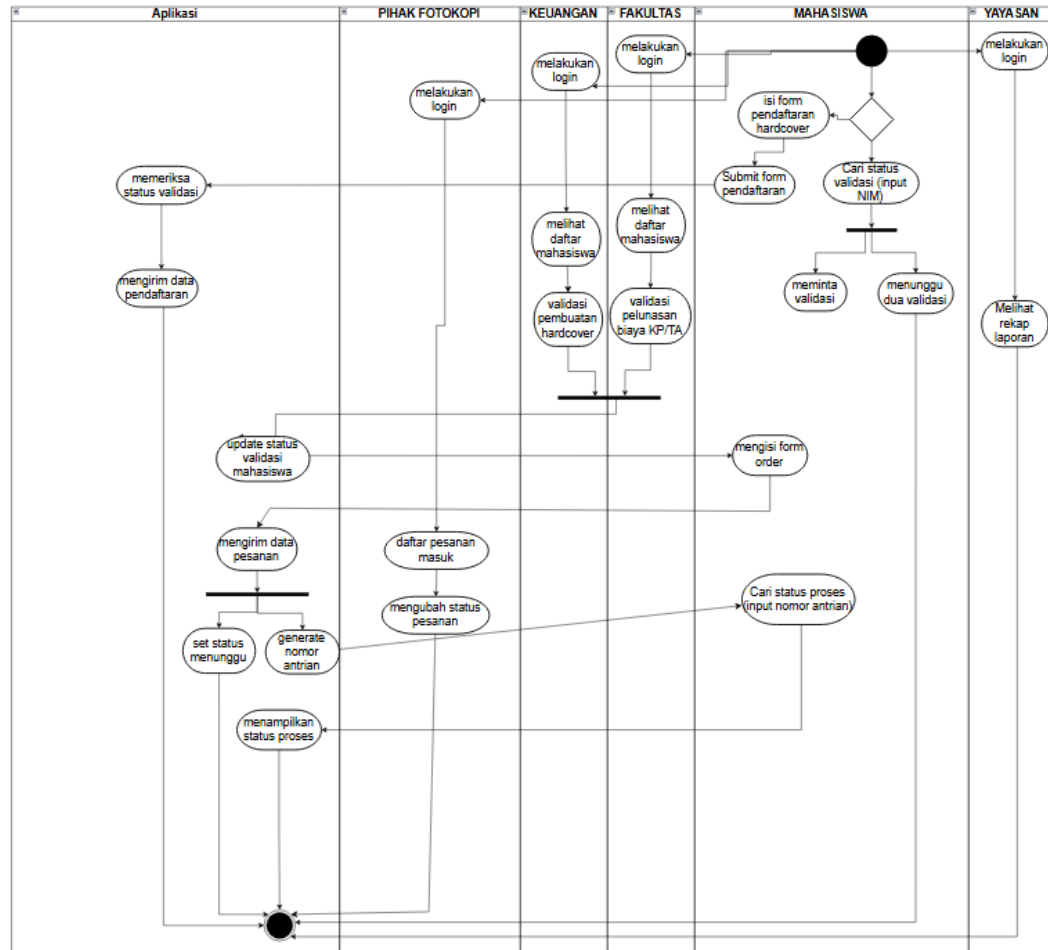 Aplikasi
PIHAK FOTOKOPI
KEUANGAN
FAKULTAS
MAHASISWA
YAYASAN
melakukan
login
melakukan
login
melakukan
login
melakukan
login
isi form
pendaftaran
hardcover
Submit form
pendaftaran
Cari status
validasi (input
NIM)
memeriksa
status validasi
melihat
daftar
mahasiswa
melihat
daftar
mahasiswa
mengirim data
pendaftaran
meminta
validasi
menunggu
dua validasi
validasi
pembuatan
hardcover
validasi
pelunasan
biaya KP/TA
Melihat
rekap
laporan
update status
validasi
mahasiswa
mengisi form
order
mengirim data
pesanan
daftar pesanan
masuk
Cari status proses
(input nomor antrian)
mengubah status
pesanan
set status
menunggu
generate
nomor
antrian
menampilkan
status proses